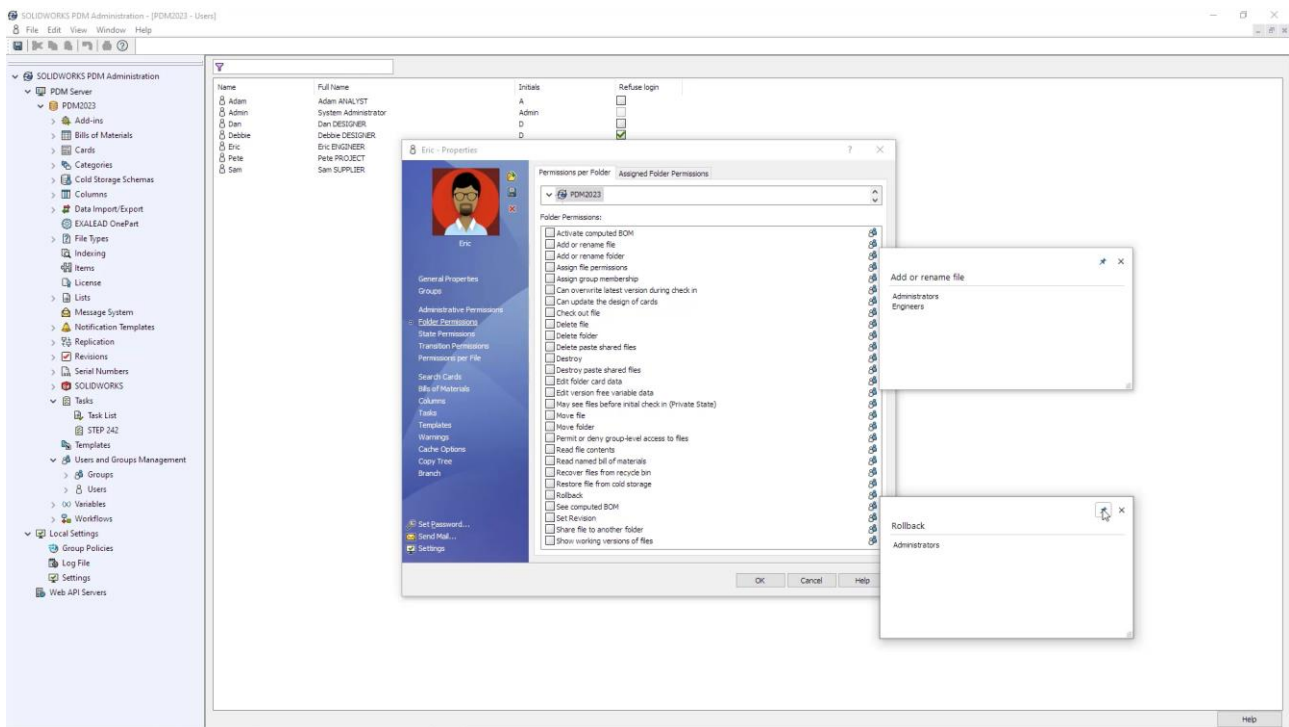 SOLIDWORKS PDM Administration - [PDM2023 - Users]
File Edit View Window Help
SOLIDWORKS PDM Administration
PDM Server
PDM2023
Add-ins
Bills of Materials
Cards
Categories
Cold Storage Schemas
Columns
Data Import/Export
EXALEAD OnePart
File Types
Indexing
Items
License
Lists
Message System
Notification Templates
Replication
Revisions
Serial Numbers
SOLIDWORKS
Tasks
Task List
STEP 242
Templates
Users and Groups Management
Groups
Users
Variables
Workflows
Local Settings
Group Policies
Log File
Settings
Web API Servers
Name Full Name Initials Refuse login
Adam Adam ANALYST A
Admin System Administrator Admin
Dan Dan DESIGNER D
Debbie Debbie DESIGNER D
Eric Eric ENGINEER
Pete Pete PROJECT
Sam Sam SUPPLIER
Eric - Properties
Eric
General Properties
Groups
Administrative Permissions
Folder Permissions
State Permissions
Transition Permissions
Permissions per File
Search Cards
Bills of Materials
Columns
Tasks
Templates
Warnings
Cache Options
Copy Tree
Branch
Set Password...
Send Mail...
Settings
Permissions per Folder Assigned Folder Permissions
PDM2023
Folder Permissions:
Activate computed BOM
Add or rename file
Add or rename folder
Assign file permissions
Assign group membership
Can overwrite latest version during check in
Can update the design of cards
Check out file
Delete file
Delete folder
Delete paste shared files
Destroy
Destroy paste shared files
Edit folder card data
Edit version free variable data
May see files before initial check in (Private State)
Move file
Move folder
Permit or deny group-level access to files
Read file contents
Read named bill of materials
Recover files from recycle bin
Restore file from cold storage
Rollback
See computed BOM
Set Revision
Share file to another folder
Show working versions of files
OK Cancel Help
Add or rename file
Administrators
Engineers
Rollback
Administrators
Help